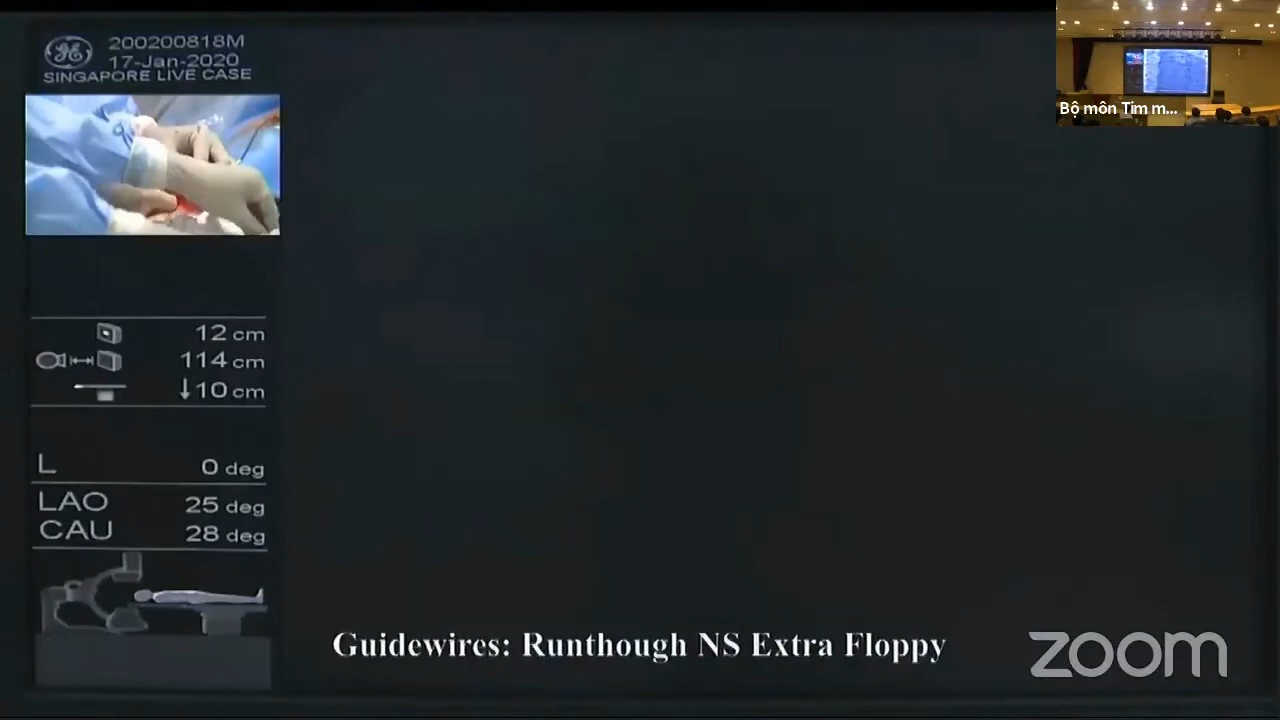 200200818M
17-Jan-2020
SINGAPORE LIVE CASE
Bộ môn Tim m...
12 cm
114 cm
↓10 cm
L 0 deg
LAO 25 deg
CAU 28 deg
Guidewires: Runthough NS Extra Floppy
zoom